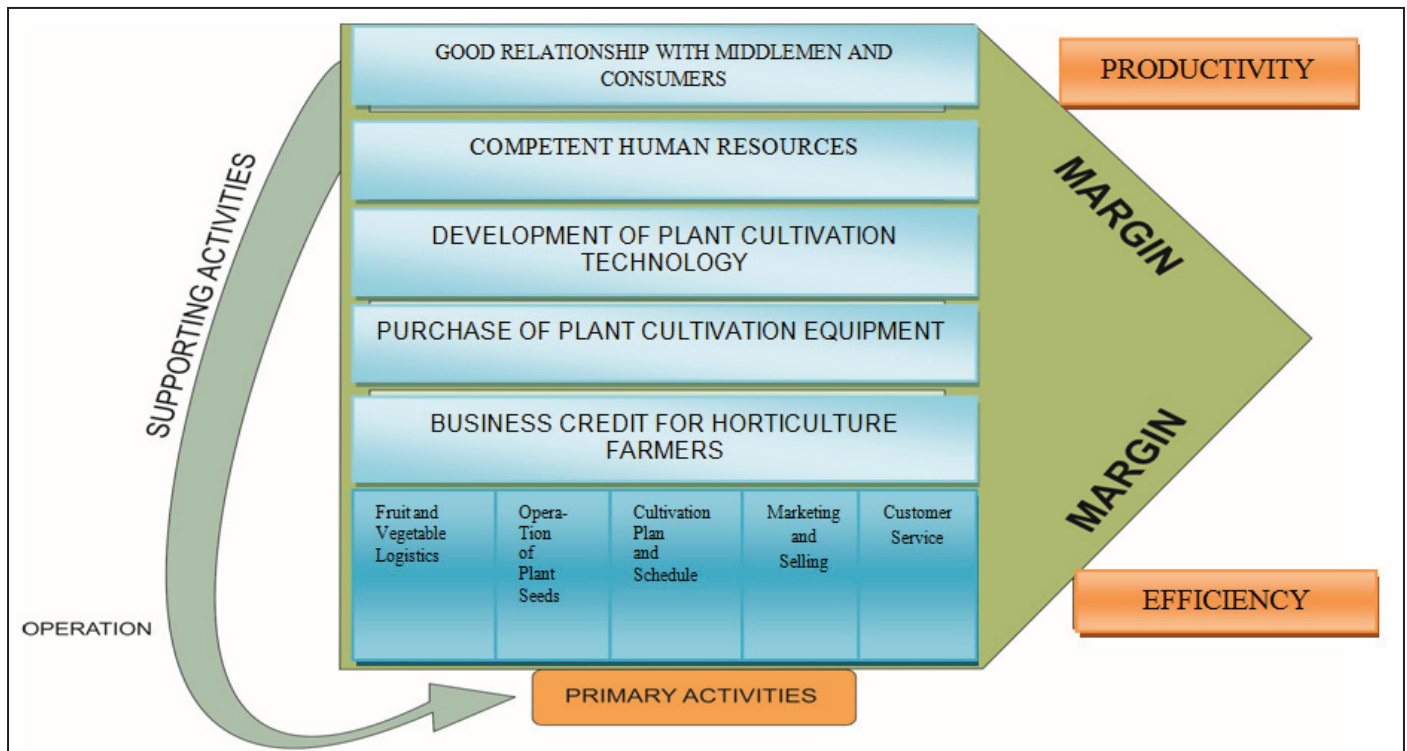 GOOD RELATIONSHIP WITH MIDDLEMEN AND
CONSUMERS
PRODUCTIVITY
COMPETENT HUMAN RESOURCES
SUPPORTING ACTIVITIES
MARGIN
DEVELOPMENT OF PLANT CULTIVATION
TECHNOLOGY
PURCHASE OF PLANT CULTIVATION EQUIPMENT
BUSINESS CREDIT FOR HORTICULTURE
FARMERS
MARGIN
Fruit and
Vegetable
Logistics
Opera-
Tion
of
Plant
Seeds
Cultivation
Plan
and
Schedule
Marketing
and
Selling
Customer
Service
EFFICIENCY
OPERATION
PRIMARY ACTIVITIES